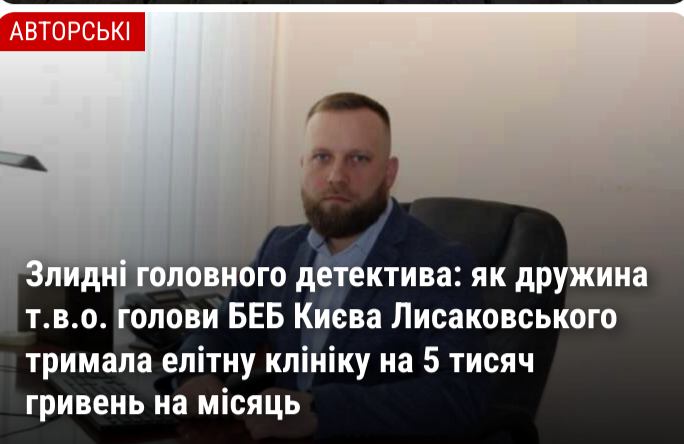 АВТОРСЬКІ
Злидні головного детектива: як дружина
т.в.о. голови БЕБ Києва Лисаковського
тримала елітну клініку на 5 тисяч
гривень на місяць